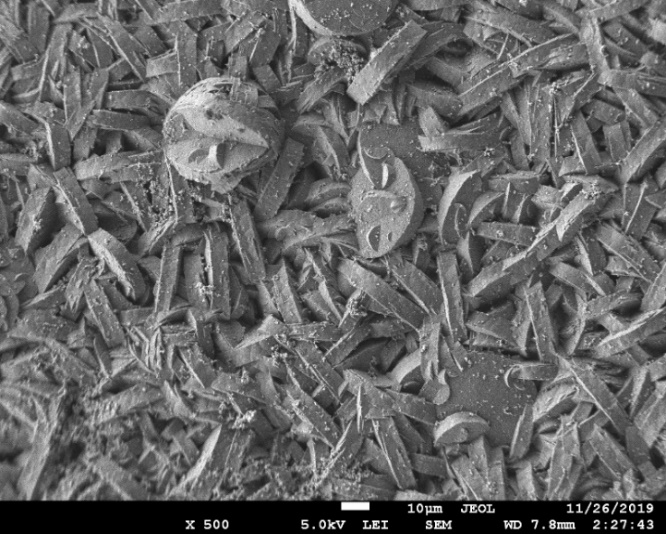 10μm JEOL 11/26/2019
X 500 5.0kV LEI SEM WD 7.8mm 2:27:43